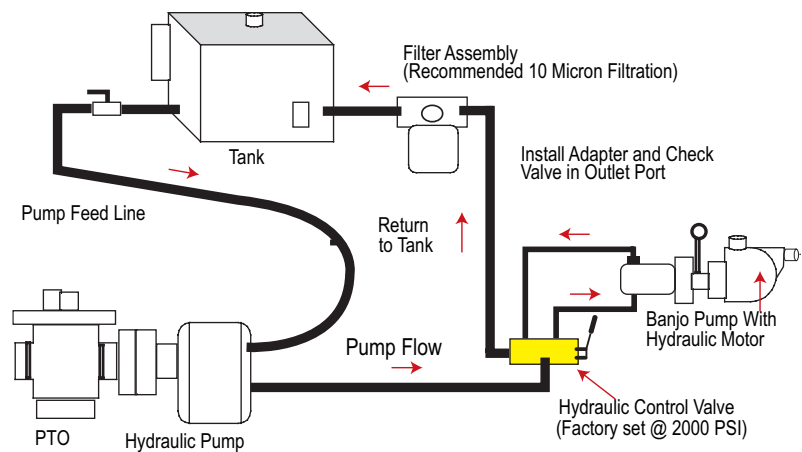 Filter Assembly
(Recommended 10 Micron Filtration)
Tank
Install Adapter and Check
Valve in Outlet Port
Pump Feed Line
Return
to Tank
Banjo Pump With
Hydraulic Motor
Pump Flow
Hydraulic Control Valve
(Factory set @ 2000 PSI)
PTO
Hydraulic Pump